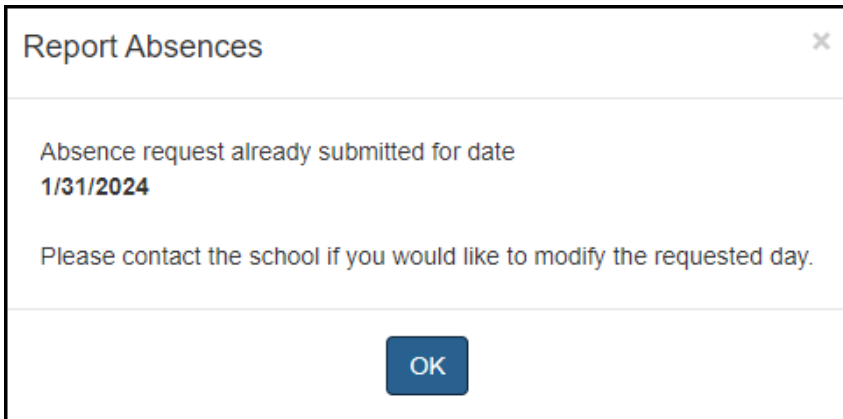 Report Absences ×
Absence request already submitted for date
1/31/2024
Please contact the school if you would like to modify the requested day.
OK